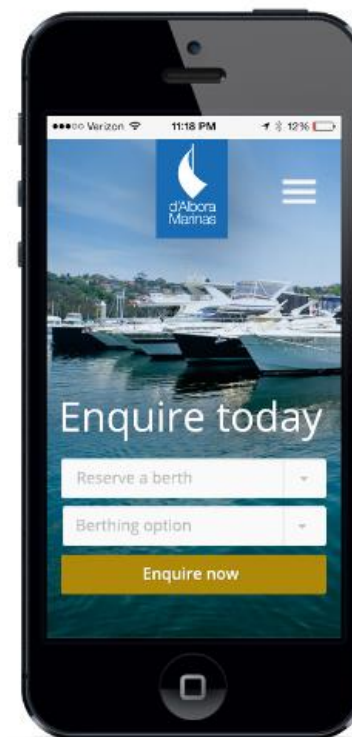 Verizon 11:18 PM 12%
d'Albora
Marinas
Enquire today
Reserve a berth
Berthing option
Enquire now